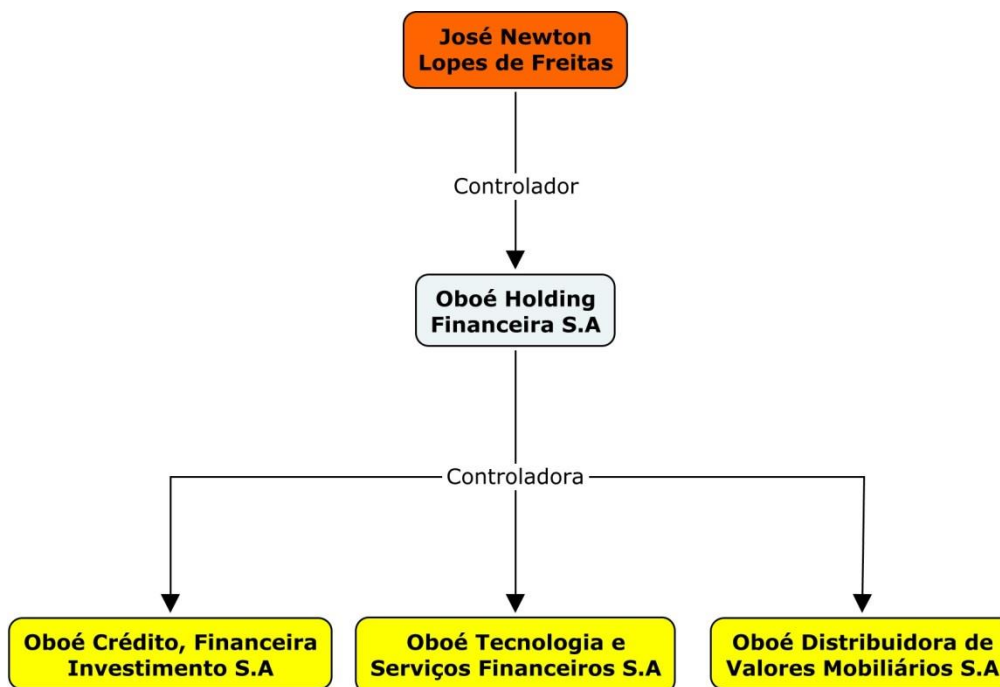 José Newton
Lopes de Freitas
Controlador
Oboé Holding
Financeira S.A
Controladora
Oboé Crédito, Financeira
Investimento S.A
Oboé Tecnologia e
Serviços Financeiros S.A
Oboé Distribuidora de
Valores Mobiliários S.A